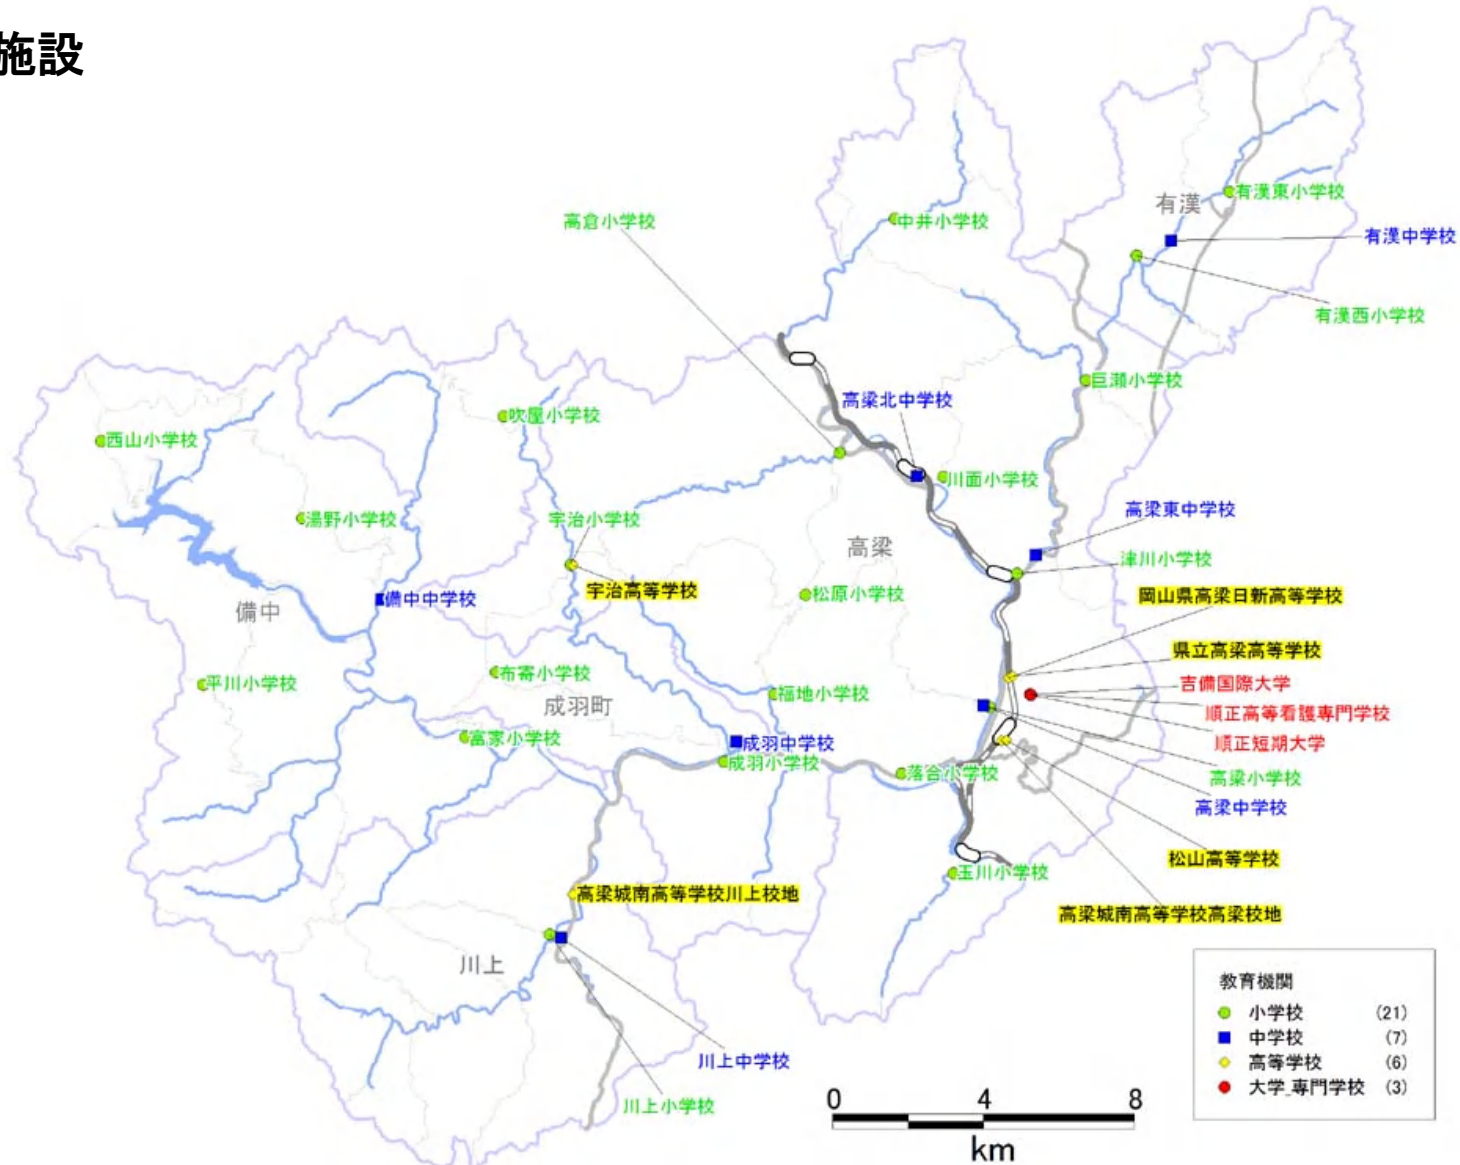 施設
高倉小学校
中井小学校
有漢東小学校
有漢
有漢中学校
有漢西小学校
巨瀬小学校
高梁北中学校
吹屋小学校
西山小学校
川面小学校
湯野小学校
宇治小学校
高梁東中学校
高梁
津川小学校
宇治高等学校
松原小学校
岡山県高梁日新高等学校
備中中学校
備中
県立高梁高等学校
布寄小学校
平川小学校
福地小学校
吉備国際大学
成羽町
順正高等看護専門学校
富家小学校
成羽中学校
順正短期大学
成羽小学校
落合小学校
高梁小学校
高梁中学校
松山高等学校
玉川小学校
高梁城南高等学校川上校地
高梁城南高等学校高梁校地
川上
川上中学校
川上小学校
教育機関
小学校 (21)
中学校 (7)
高等学校 (6)
大学_専門学校 (3)
0 4 8
km